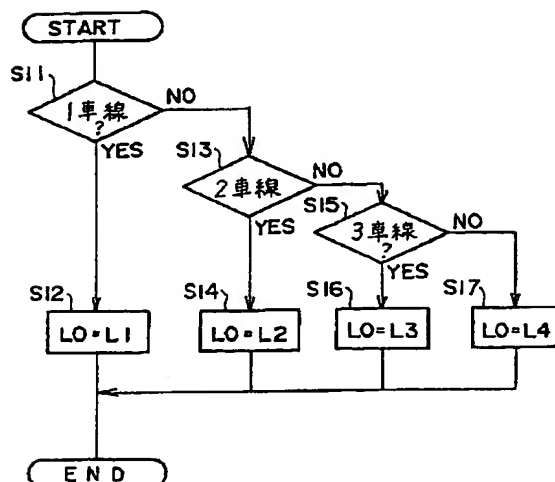 START
S11
1車線
?
NO
YES
S13
2車線
NO
YES
S15
3車線
?
NO
YES
S12
LO=L1
S14
LO=L2
S16
LO=L3
S17
LO=L4
END